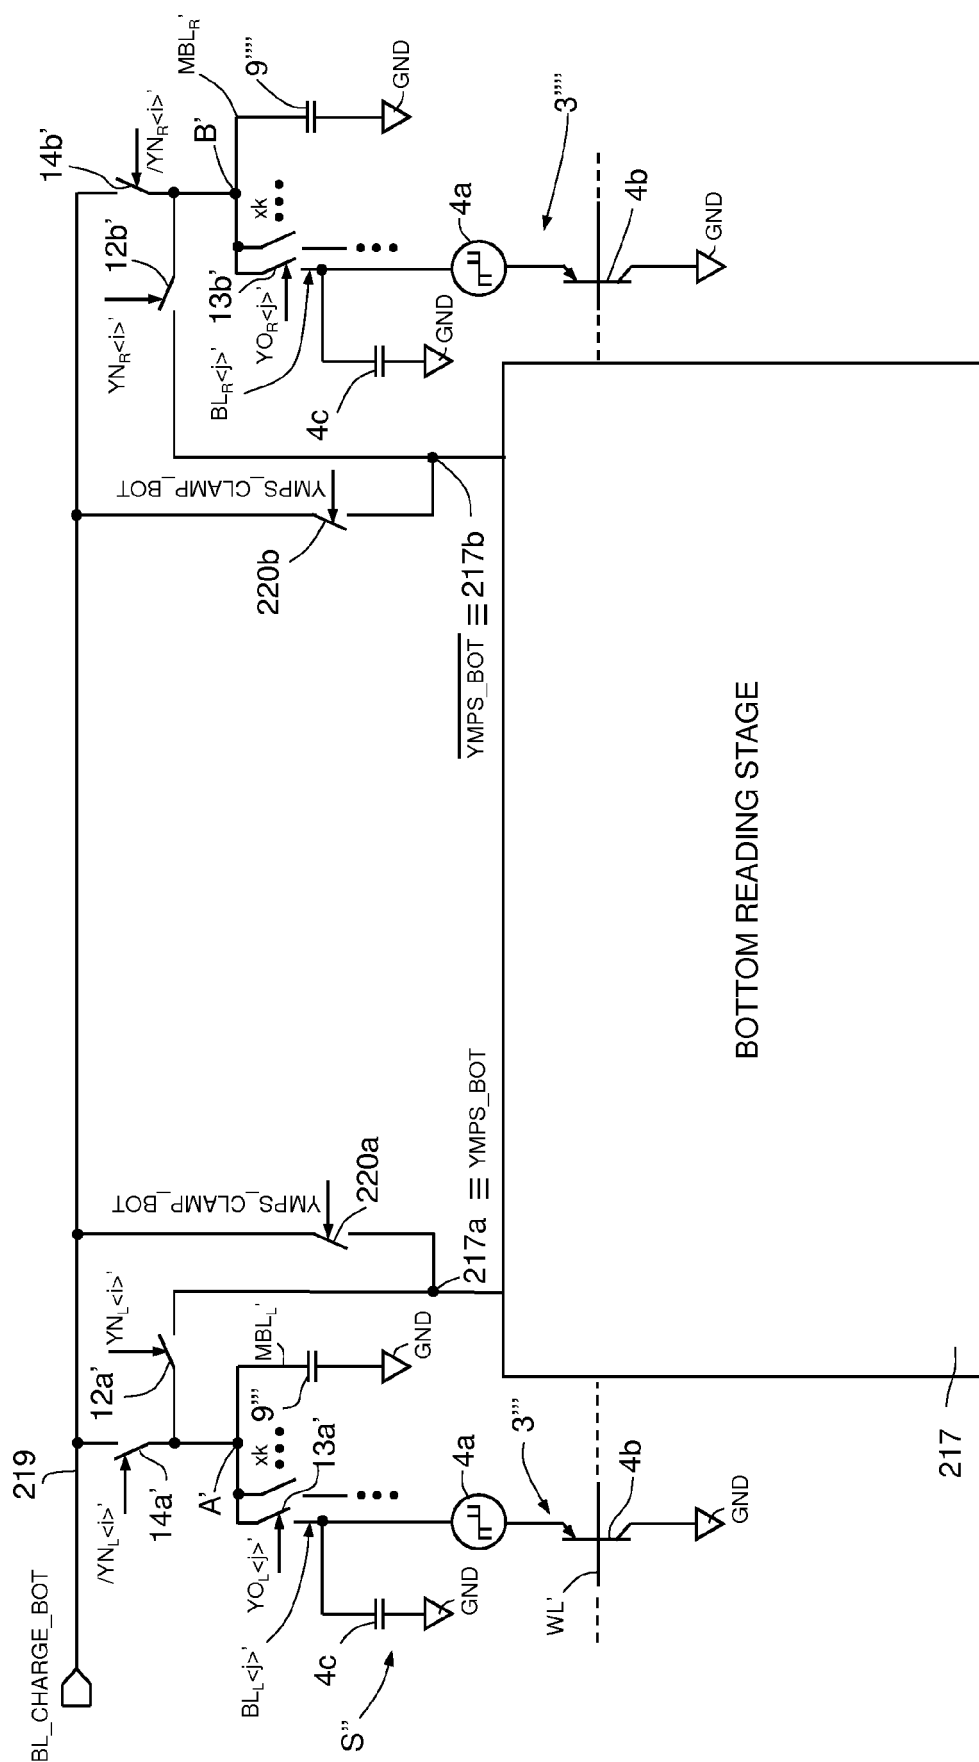 BL_CHARGE_BOT
219
/YN_L<i>'
14a'
12a'
YN_L<i>'
A'
xk
MBL_L'
9'''
13a'
YO_L<j>'
BL_L<j>'
4c
GND
GND
S''
4a
3'''
4b
WL'
GND
YMPS_CLAMP_BOT
220a
217a ≡ YMPS_BOT
YMPS_CLAMP_BOT
220b
YMPS_BOT ≡ 217b
YN_R<i>'
12b'
14b'
/YN_R<i>'
B'
xk
MBL_R'
9''''
GND
13b'
YO_R<j>'
BL_R<j>'
4c
GND
4a
3''''
4b
GND
BOTTOM READING STAGE
217